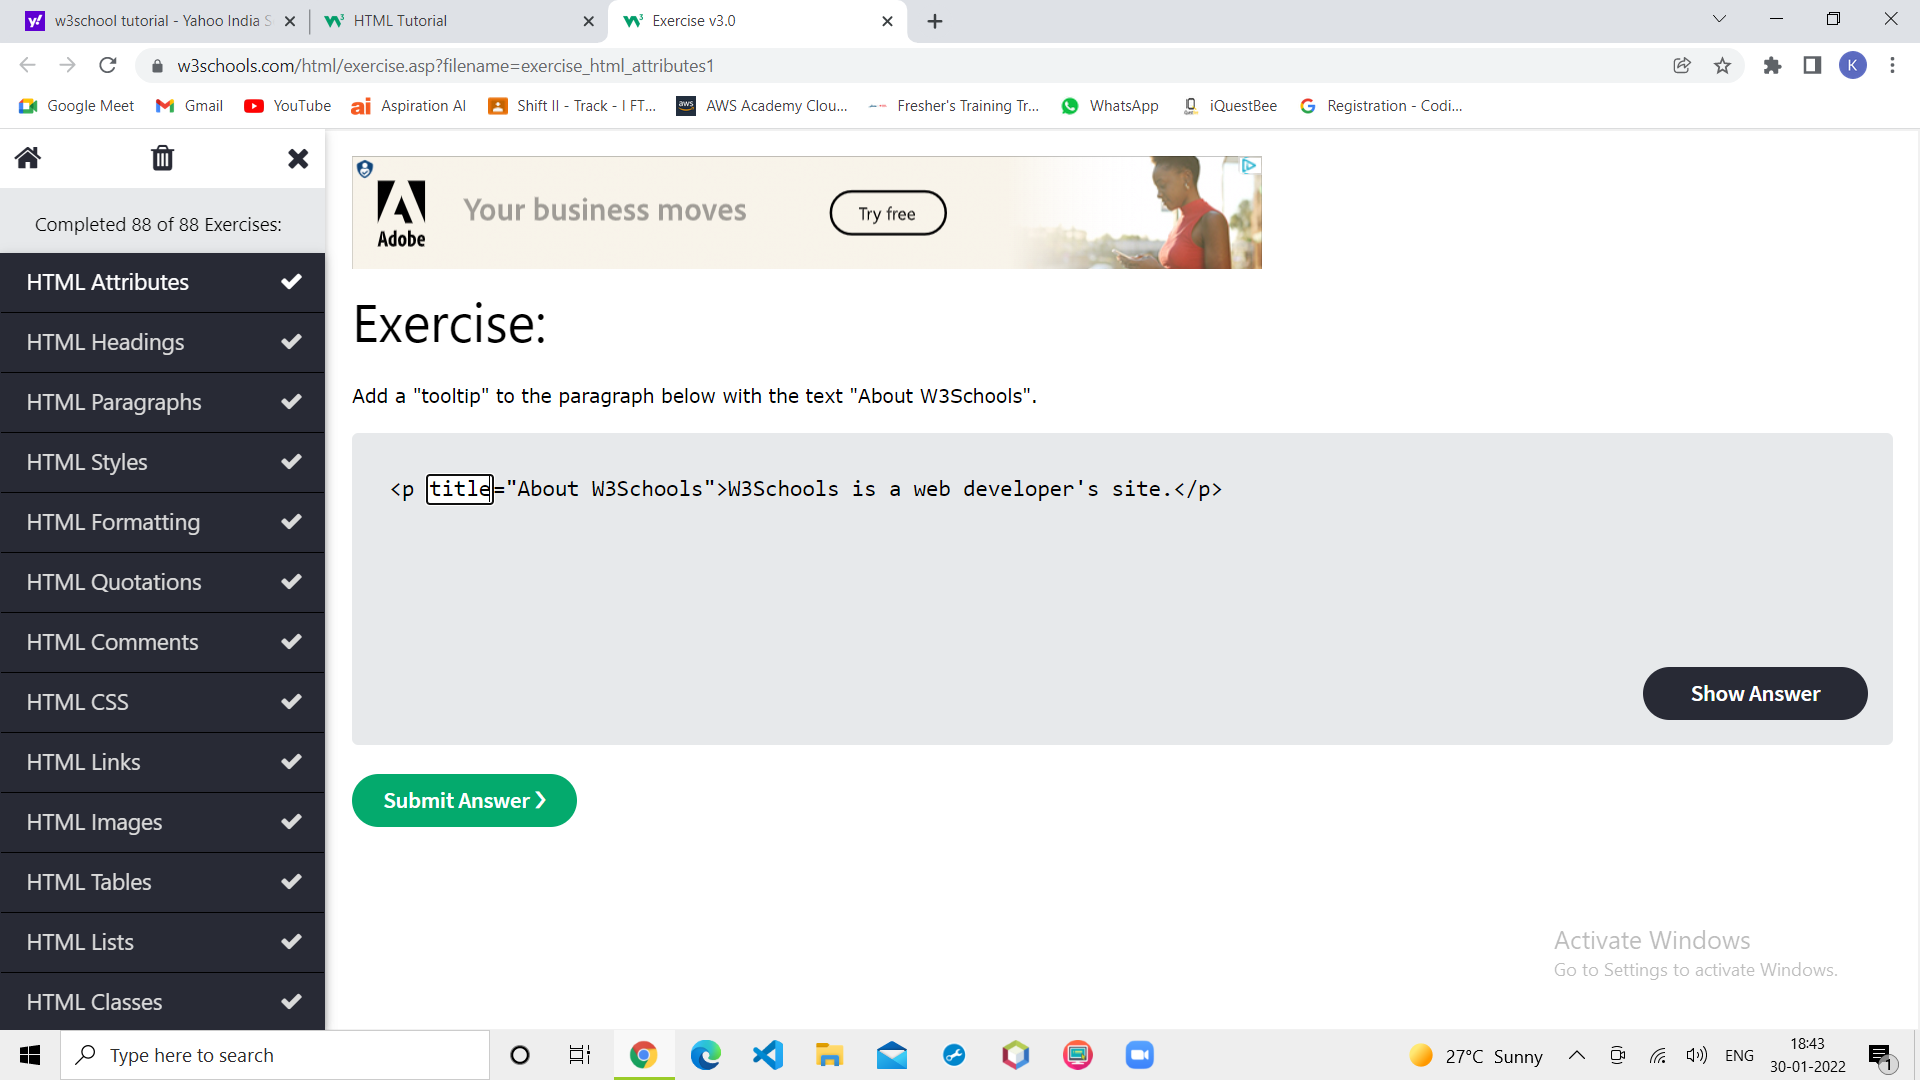 w3school tutorial - Yahoo India S
HTML Tutorial
Exercise v3.0
w3schools.com/html/exercise.asp?filename=exercise_html_attributes1
K
Google Meet
Gmail
YouTube
ai Aspiration AI
Shift II - Track - I FT...
aws AWS Academy Clou...
Fresher's Training Tr...
WhatsApp
iQuestBee
Registration - Codi...
Completed 88 of 88 Exercises:
HTML Attributes
HTML Headings
HTML Paragraphs
HTML Styles
HTML Formatting
HTML Quotations
HTML Comments
HTML CSS
HTML Links
HTML Images
HTML Tables
HTML Lists
HTML Classes
Adobe
Your business moves
Try free
Exercise:
Add a "tooltip" to the paragraph below with the text "About W3Schools".
<p title="About W3Schools">W3Schools is a web developer's site.</p>
Show Answer
Submit Answer ❯
Activate Windows
Go to Settings to activate Windows.
Type here to search
27°C Sunny
ENG
18:43
30-01-2022
1